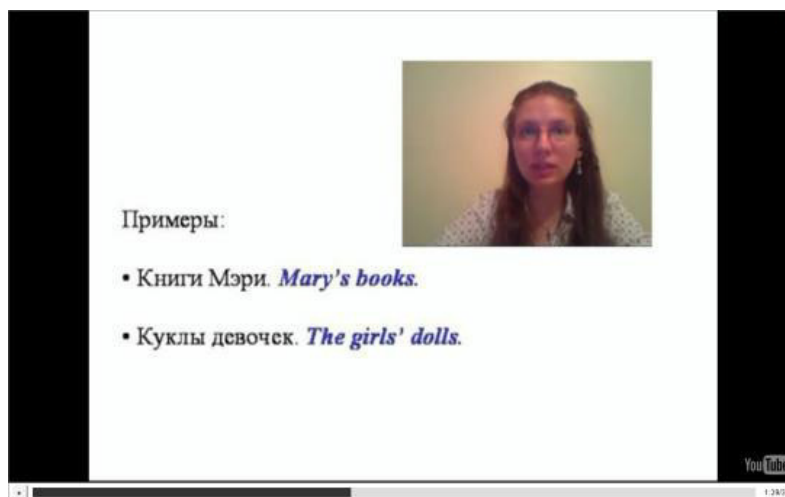 Примеры:
• Книги Мэри. Mary's books.
• Куклы девочек. The girls' dolls.
YouTube